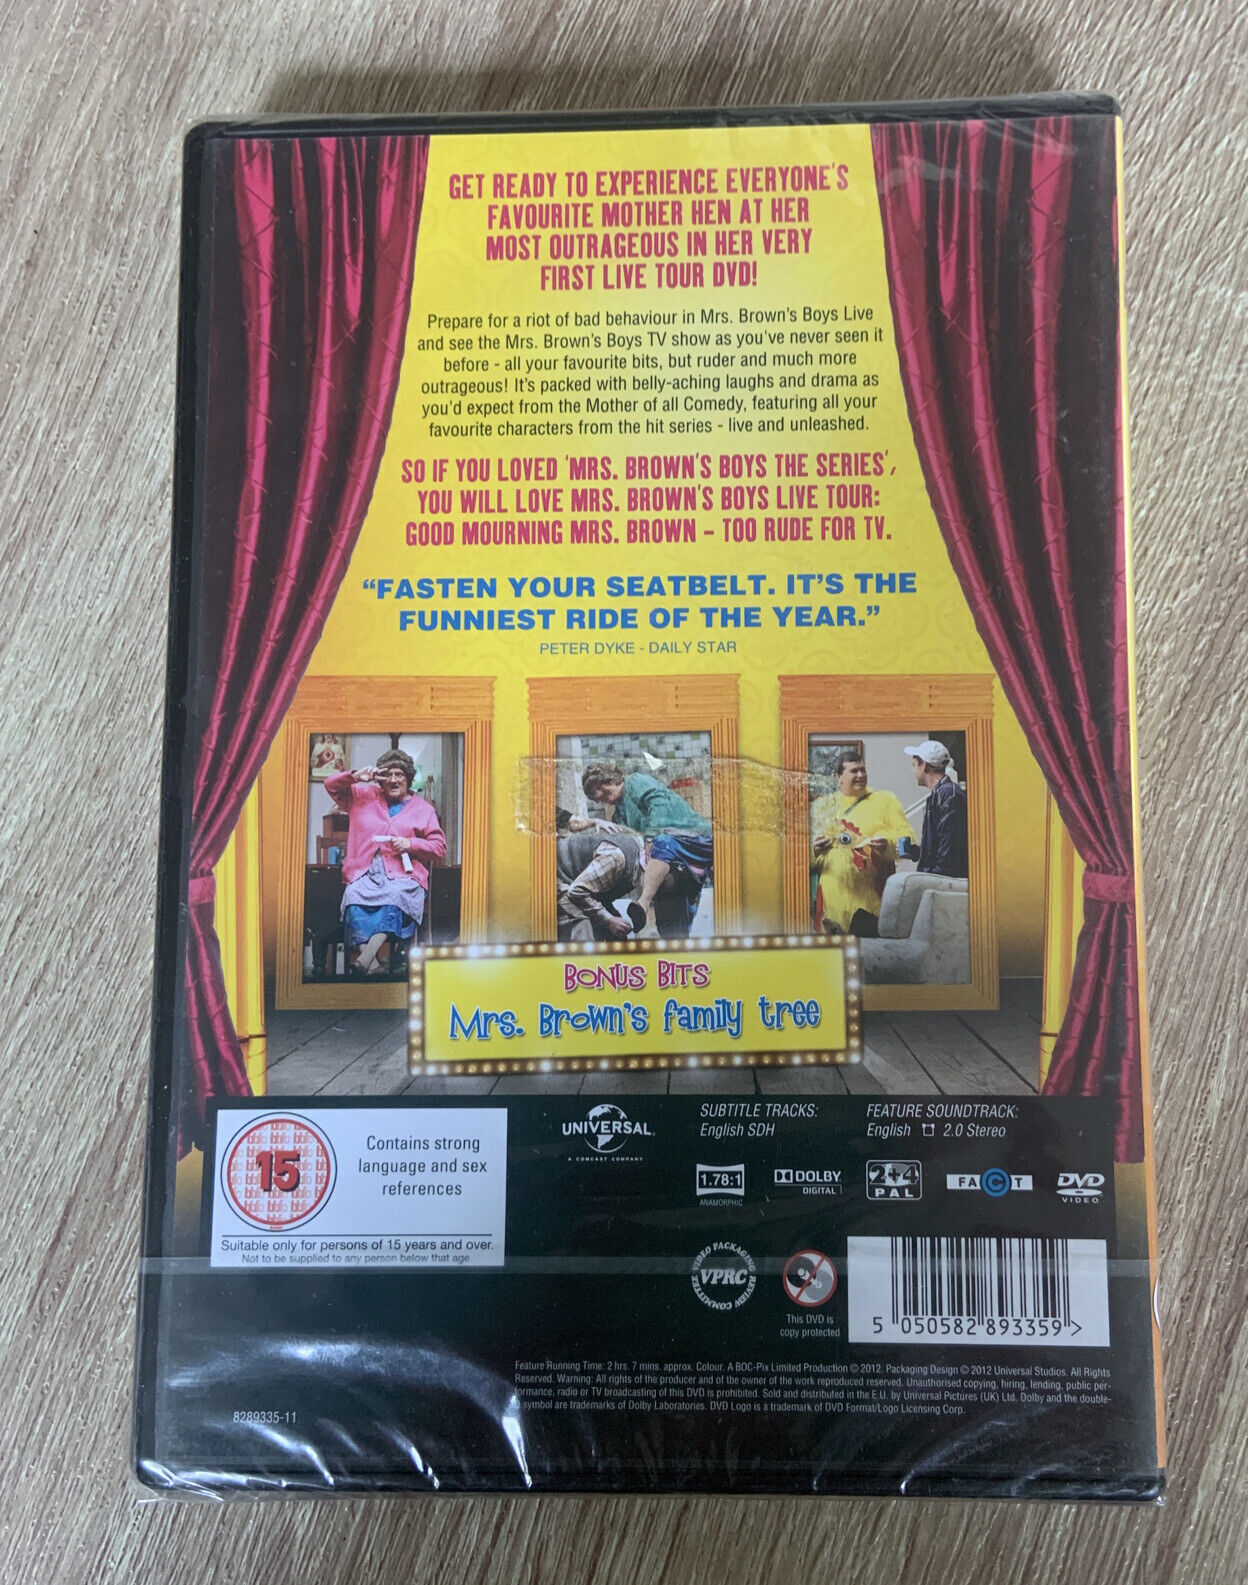 GET READY TO EXPERIENCE EVERYONE'S
FAVOURITE MOTHER HEN AT HER
MOST OUTRAGEOUS IN HER VERY
FIRST LIVE TOUR DVD!
Prepare for a riot of bad behaviour in Mrs. Brown's Boys Live
and see the Mrs. Brown's Boys TV show as you've never seen it
before - all your favourite bits, but ruder and much more
outrageous! It's packed with belly-aching laughs and drama as
you'd expect from the Mother of all Comedy, featuring all your
favourite characters from the hit series - live and unleashed.
SO IF YOU LOVED 'MRS. BROWN'S BOYS THE SERIES',
YOU WILL LOVE MRS. BROWN'S BOYS LIVE TOUR:
GOOD MOURNING MRS. BROWN – TOO RUDE FOR TV.
"FASTEN YOUR SEATBELT. IT'S THE
FUNNIEST RIDE OF THE YEAR."
PETER DYKE - DAILY STAR
BONUS BITS
Mrs. Brown's family tree
15
Contains strong
language and sex
references
Suitable only for persons of 15 years and over.
Not to be supplied to any person below that age
UNIVERSAL
A COMCAST COMPANY
SUBTITLE TRACKS:
English SDH
FEATURE SOUNDTRACK:
English 2.0 Stereo
1.78:1
ANAMORPHIC
DOLBY
DIGITAL
2+4
PAL
FACT
DVD
VIDEO
VIDEO PACKAGING REVIEW COMMITTEE
VPRC
This DVD is
copy protected
5 050582 893359 >
Feature Running Time: 2 hrs. 7 mins. approx. Colour. A BOC-Pix Limited Production © 2012. Packaging Design © 2012 Universal Studios. All Rights
Reserved. Warning: All rights of the producer and of the owner of the work reproduced reserved. Unauthorised copying, hiring, lending, public per-
formance, radio or TV broadcasting of this DVD is prohibited. Sold and distributed in the E.U. by Universal Pictures (UK) Ltd. Dolby and the double-
symbol are trademarks of Dolby Laboratories. DVD Logo is a trademark of DVD Format/Logo Licensing Corp.
8289335-11